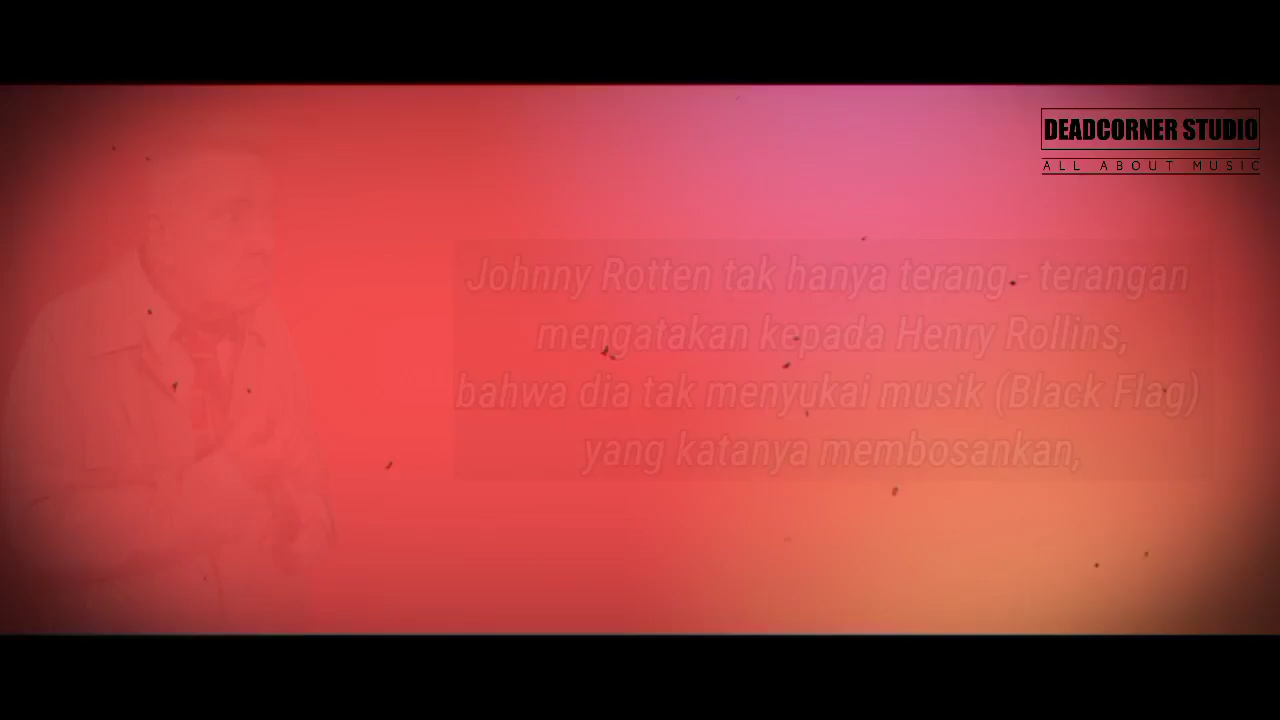 DEADCORNER STUDIO
ALL ABOUT MUSIC
Johnny Rotten tak hanya terang - terangan
mengatakan kepada Henry Rollins,
bahwa dia tak menyukai musik (Black Flag)
yang katanya membosankan,